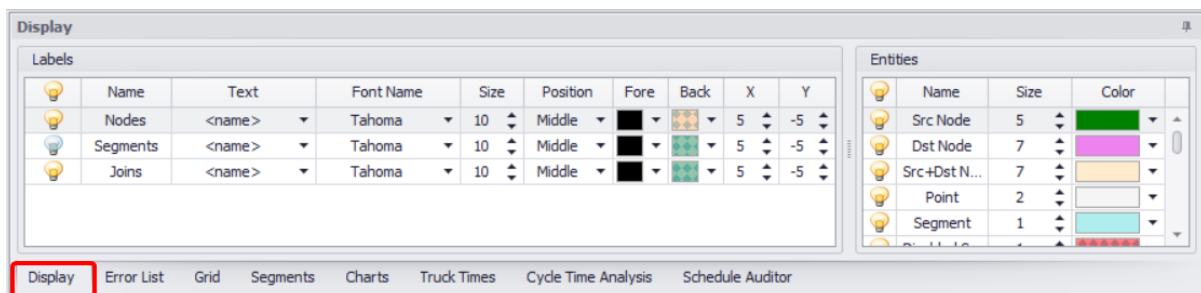 Display
Labels
Name Text Font Name Size Position Fore Back X Y
Nodes <name> Tahoma 10 Middle 5 -5
Segments <name> Tahoma 10 Middle 5 -5
Joins <name> Tahoma 10 Middle 5 -5
Entities
Name Size Color
Src Node 5
Dst Node 7
Src+Dst N... 7
Point 2
Segment 1
Display Error List Grid Segments Charts Truck Times Cycle Time Analysis Schedule Auditor